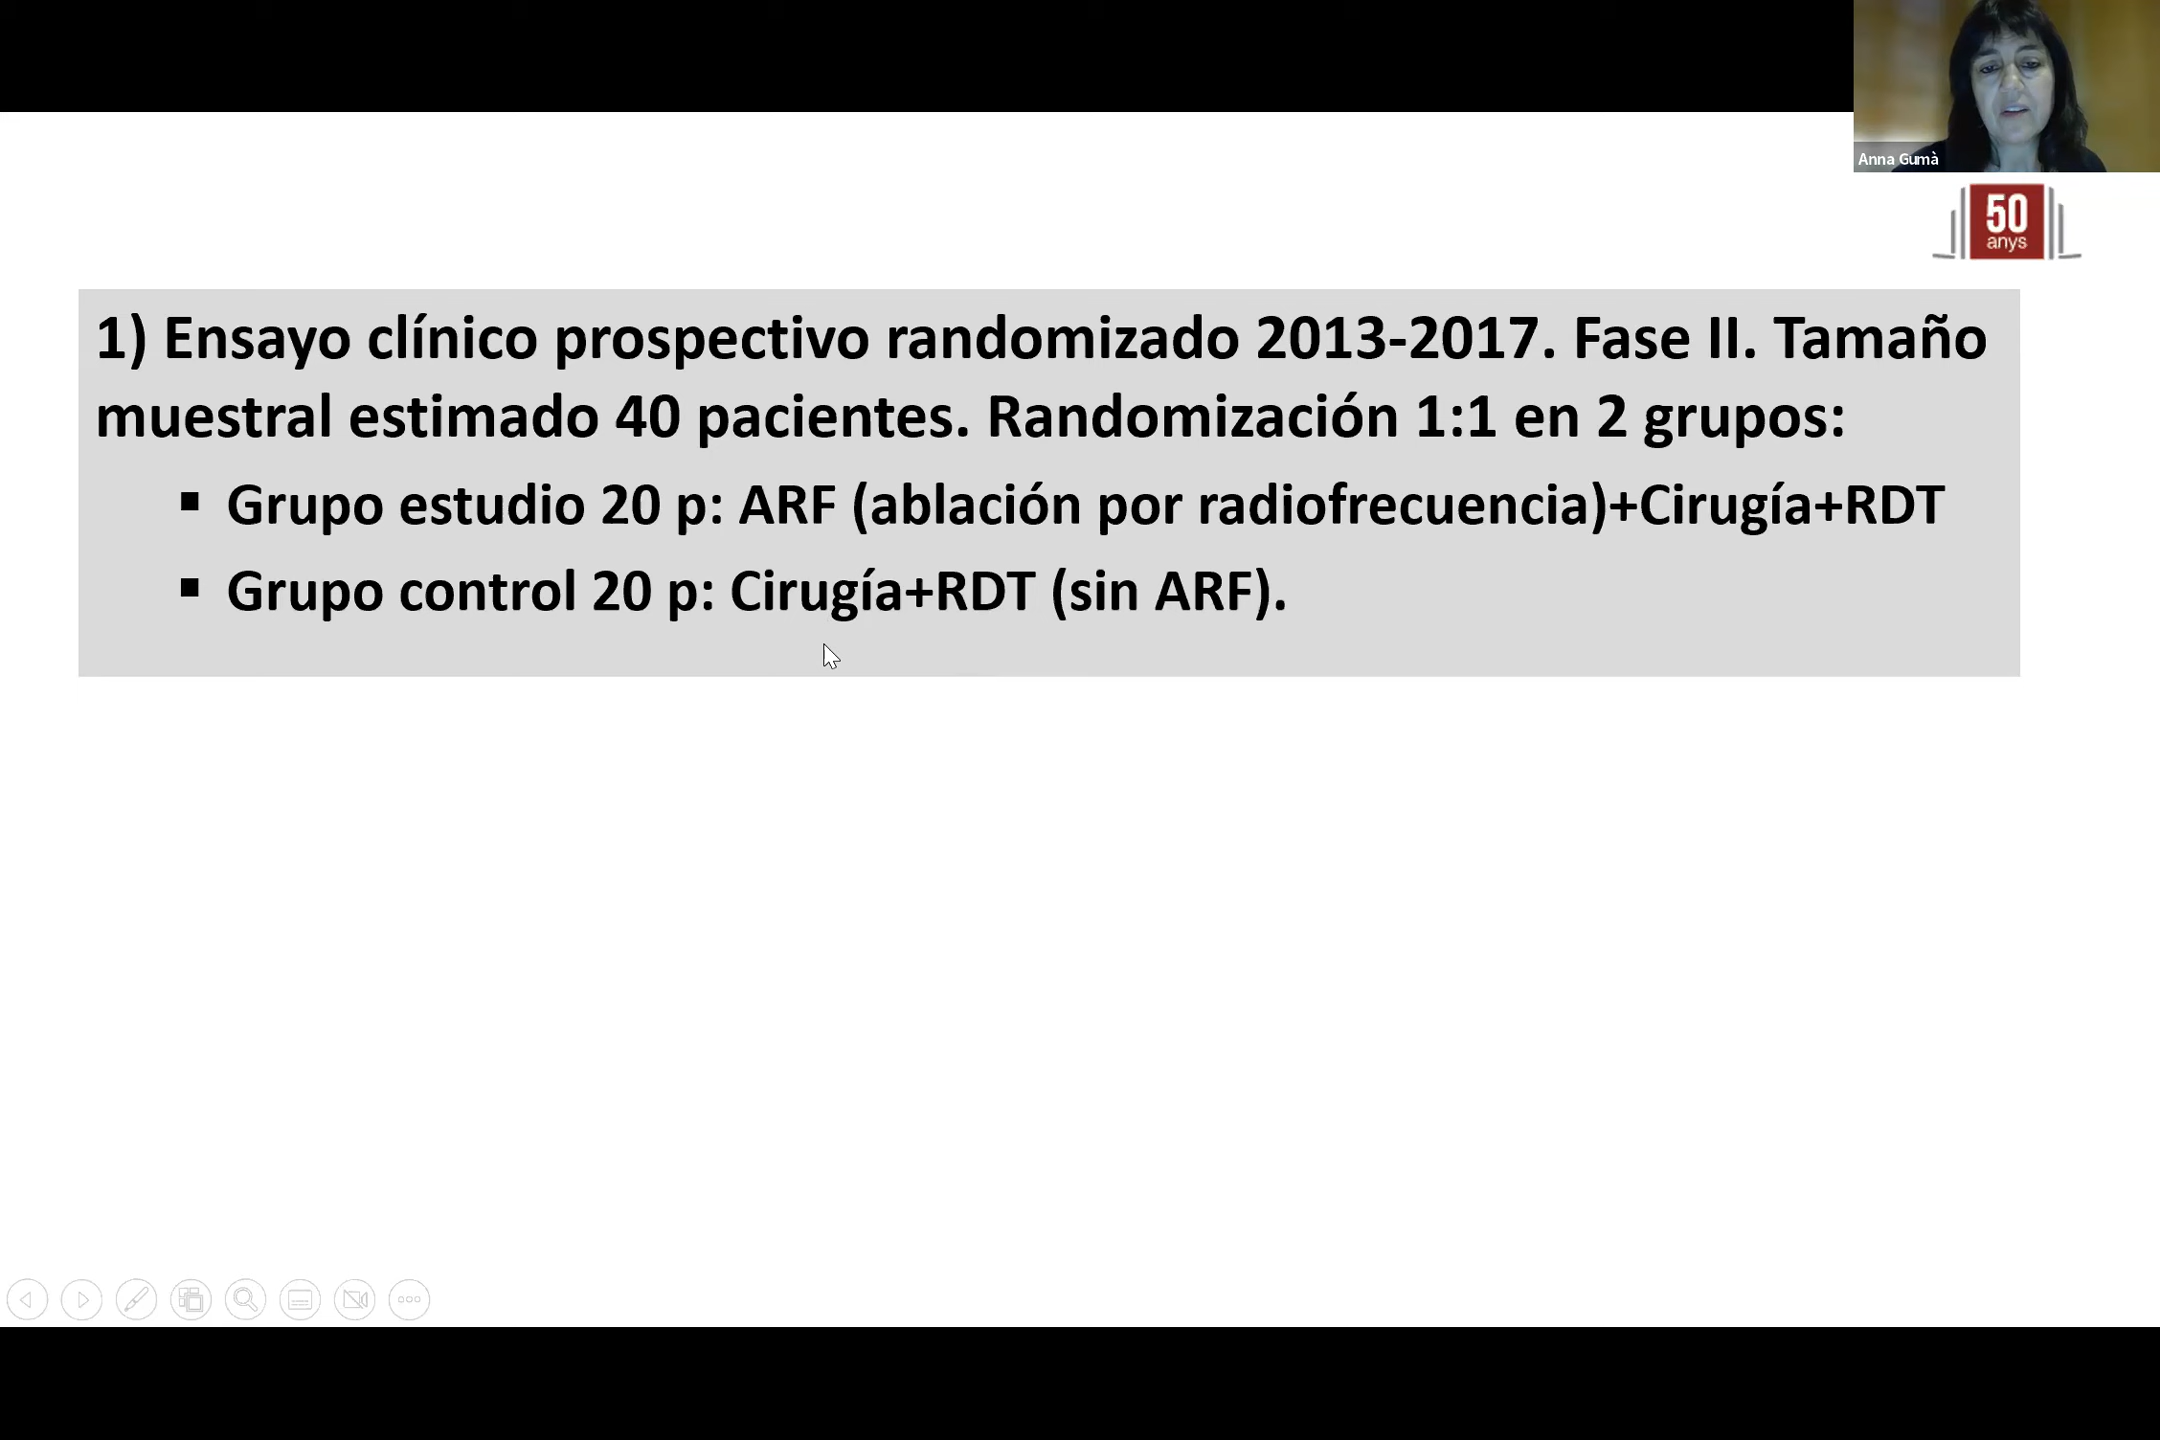 Anna Gumà
50
anys
1) Ensayo clínico prospectivo randomizado 2013-2017. Fase II. Tamaño
muestral estimado 40 pacientes. Randomización 1:1 en 2 grupos:
▪ Grupo estudio 20 p: ARF (ablación por radiofrecuencia)+Cirugía+RDT
▪ Grupo control 20 p: Cirugía+RDT (sin ARF).